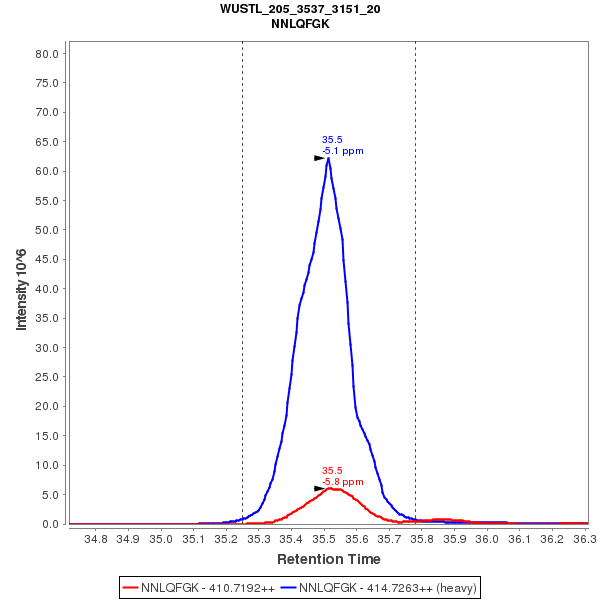 WUSTL_205_3537_3151_20
NNLQFGK
80.0
75.0
70.0
65.0
60.0
55.0
50.0
45.0
40.0
35.0
30.0
25.0
20.0
15.0
10.0
5.0
0.0
Intensity 10^6
35.5
-5.1 ppm
35.5
-5.8 ppm
34.8 34.9 35.0 35.1 35.2 35.3 35.4 35.5 35.6 35.7 35.8 35.9 36.0 36.1 36.2 36.3
Retention Time
NNLQFGK - 410.7192++ NNLQFGK - 414.7263++ (heavy)